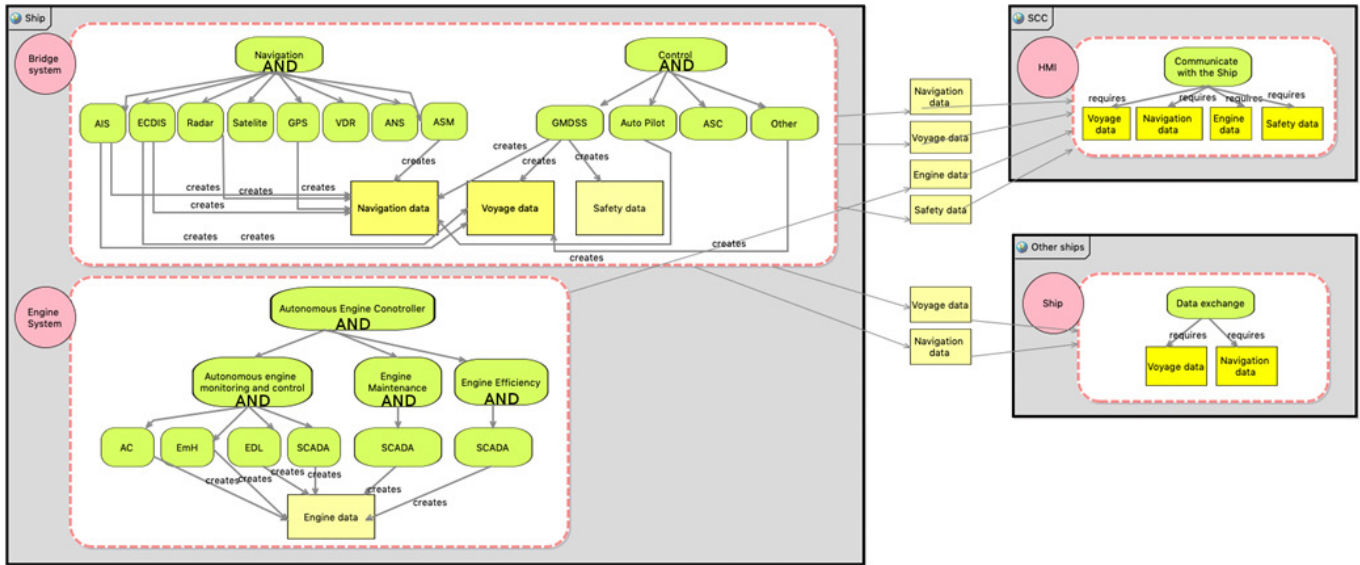 Ship
Bridge
system
Navigation
AND
Control
AND
AIS
ECDIS
Radar
Satelite
GPS
VDR
ANS
ASM
GMDSS
Auto Pilot
ASC
Other
creates
creates
creates
creates
creates
creates
creates
creates
creates
creates
creates
creates
Navigation data
Voyage data
Safety data
Engine
System
Autonomous Engine Conotroller
AND
Autonomous engine
monitoring and control
AND
Engine
Maintenance
AND
Engine Efficiency
AND
AC
EmH
EDL
SCADA
SCADA
SCADA
creates
creates
creates
creates
creates
creates
Engine data
Navigation
data
Voyage data
Engine data
Safety data
Voyage data
Navigation
data
SCC
HMI
Communicate
with the Ship
requires
requires
requires
requires
Voyage
data
Navigation
data
Engine
data
Safety data
Other ships
Ship
Data exchange
requires
requires
Voyage data
Navigation
data